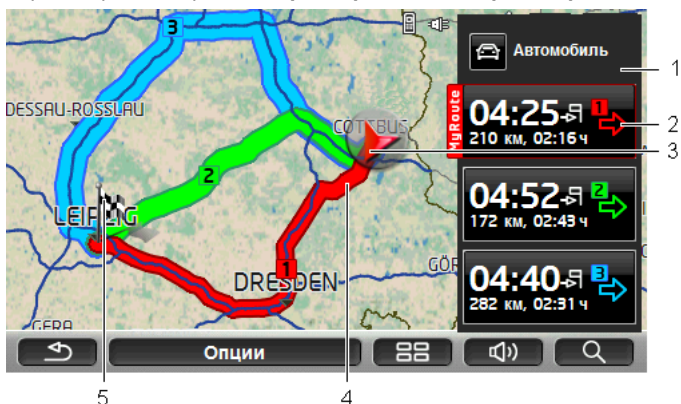 3
Автомобиль
1
DESSAU-ROSSLAU
COTTBUS
MyRoute
04:25
1
210 км, 02:16 ч
2
3
2
04:52
2
172 км, 02:43 ч
LEIPZIG
1
DRESDEN
GÖR
04:40
3
282 км, 02:31 ч
GERA
Опции
5
4